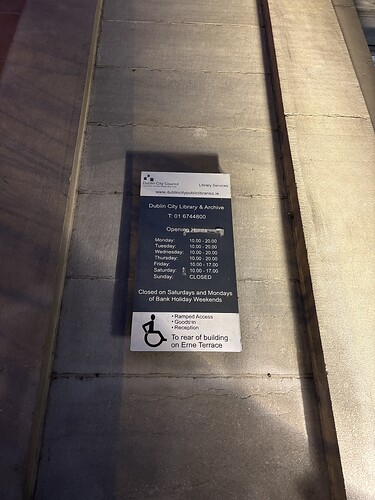 Dublin City Council
Library Services
www.dublincitypubliclibraries.ie
Dublin City Library & Archive
T: 01 6744800
Opening Hours
Monday: 10.00 - 20.00
Tuesday: 10.00 - 20.00
Wednesday: 10.00 - 20.00
Thursday: 10.00 - 20.00
Friday: 10.00 - 17.00
Saturday: 10.00 - 17.00
Sunday: CLOSED
Closed on Saturdays and Mondays
of Bank Holiday Weekends
• Ramped Access
• Goods In
• Reception
To rear of building
on Erne Terrace